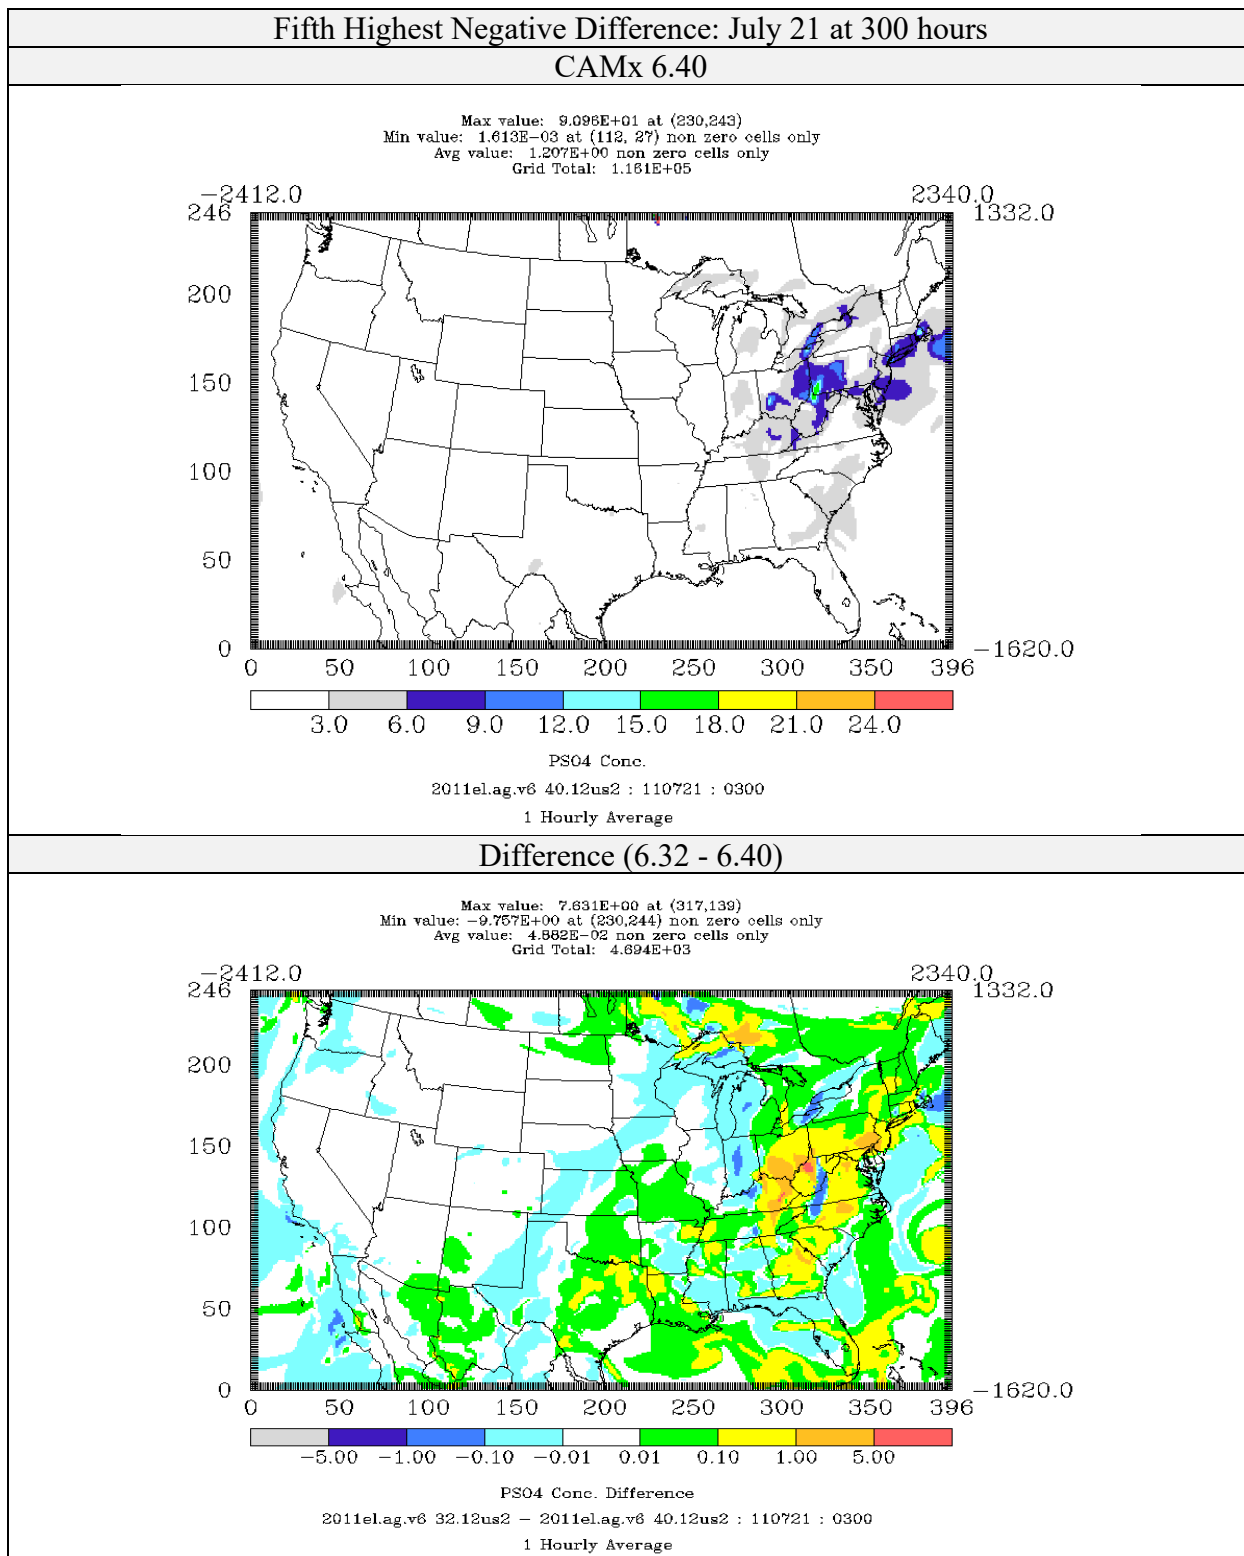 Fifth Highest Negative Difference: July 21 at 300 hours
CAMx 6.40
Max value: 9.096E+01 at (230,243)
Min value: 1.613E-03 at (112, 27) non zero cells only
Avg value: 1.207E+00 non zero cells only
Grid Total: 1.161E+05
-2412.0 2340.0
246 1332.0
200
150
100
50
0 -1620.0
0 50 100 150 200 250 300 350 396
3.0 6.0 9.0 12.0 15.0 18.0 21.0 24.0
PSO4 Conc.
2011el.ag.v6 40.12us2 : 110721 : 0300
1 Hourly Average
Difference (6.32 - 6.40)
Max value: 7.631E+00 at (317,139)
Min value: -9.757E+00 at (230,244) non zero cells only
Avg value: 4.882E-02 non zero cells only
Grid Total: 4.694E+03
-2412.0 2340.0
246 1332.0
200
150
100
50
0 -1620.0
0 50 100 150 200 250 300 350 396
-5.00 -1.00 -0.10 -0.01 0.01 0.10 1.00 5.00
PSO4 Conc. Difference
2011el.ag.v6 32.12us2 - 2011el.ag.v6 40.12us2 : 110721 : 0300
1 Hourly Average